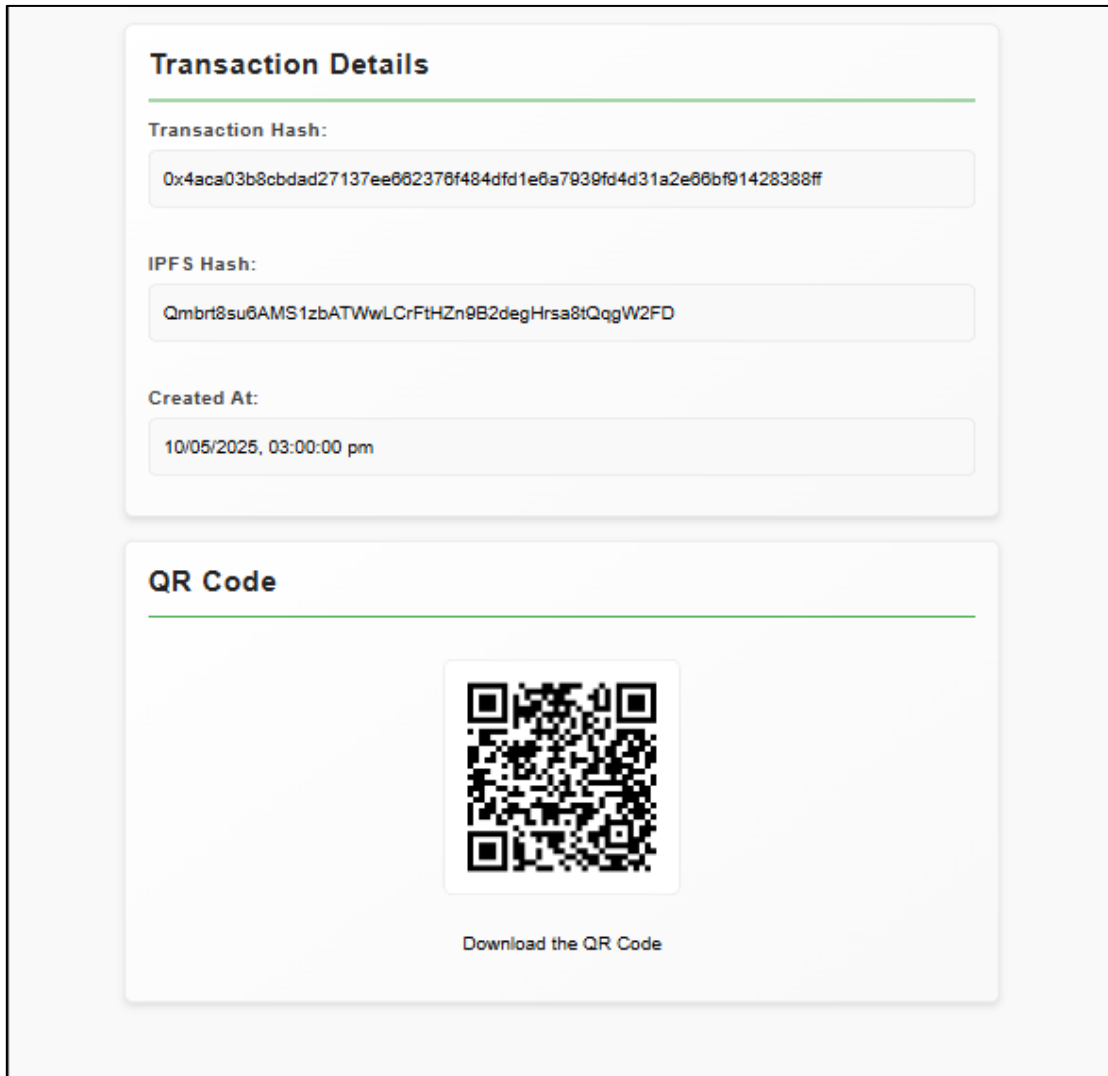 Transaction Details
Transaction Hash:
0x4aca03b8cbdad27137ee662376f484dfd1e6a7939fd4d31a2e66bf91428388ff
IPFS Hash:
Qmbrt8su6AMS1zbATWwLCrFtHZn9B2degHrsa8tQqgW2FD
Created At:
10/05/2025, 03:00:00 pm
QR Code
Download the QR Code